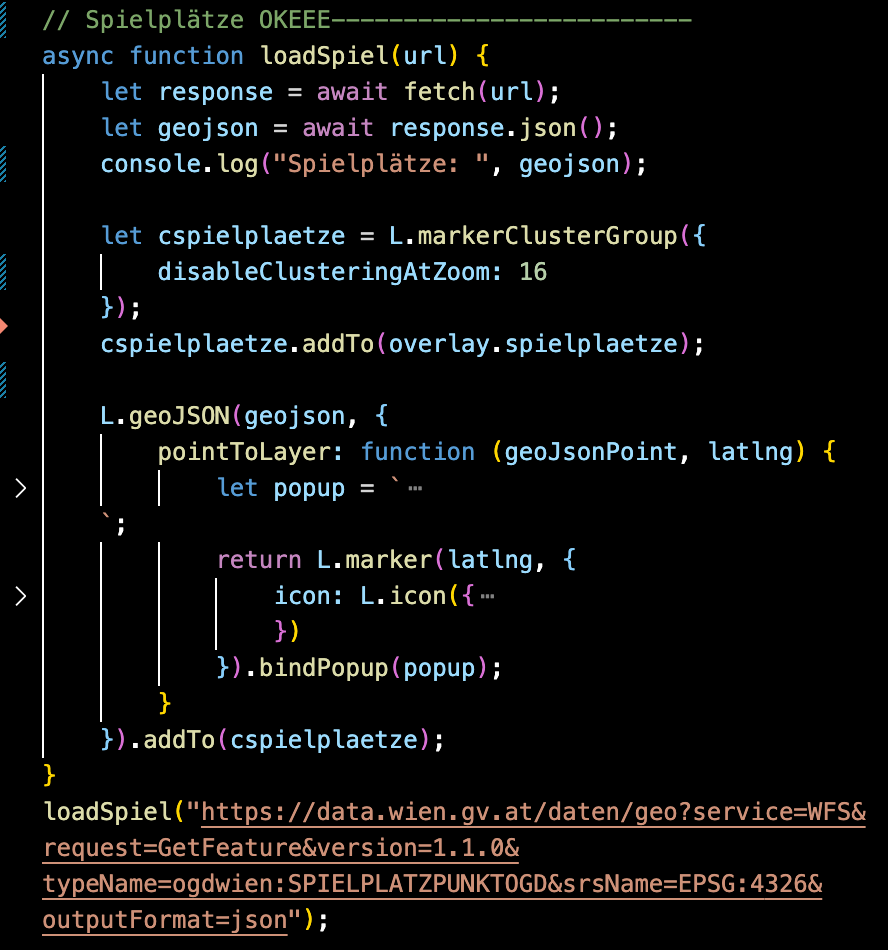 // Spielplätze OKEEE-------------------------
async function loadSpiel(url) {
    let response = await fetch(url);
    let geojson = await response.json();
    console.log("Spielplätze: ", geojson);

    let cspielplaetze = L.markerClusterGroup({
        disableClusteringAtZoom: 16
    });
    cspielplaetze.addTo(overlay.spielplaetze);

    L.geoJSON(geojson, {
        pointToLayer: function (geoJsonPoint, latlng) {
            let popup = `⋯
    `;
            return L.marker(latlng, {
                icon: L.icon({⋯
                })
            }).bindPopup(popup);
        }
    }).addTo(cspielplaetze);
}
loadSpiel("https://data.wien.gv.at/daten/geo?service=WFS&
request=GetFeature&version=1.1.0&
typeName=ogdwien:SPIELPLATZPUNKTOGD&srsName=EPSG:4326&
outputFormat=json");